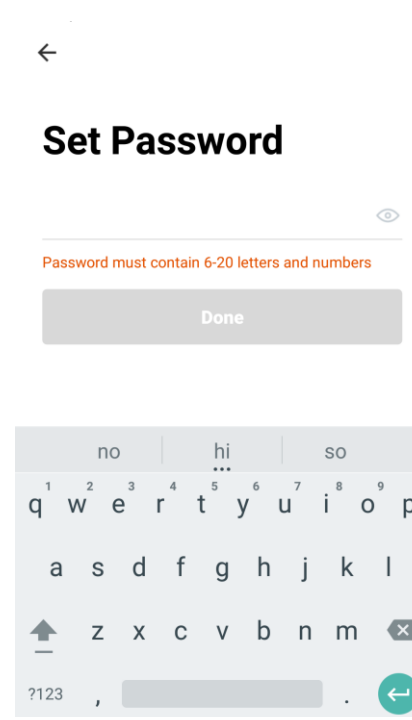 Set Password
Password must contain 6-20 letters and numbers
Done
no hi so
1 2 3 4 5 6 7 8 9
q w e r t y u i o p
a s d f g h j k l
z x c v b n m
?123 , .